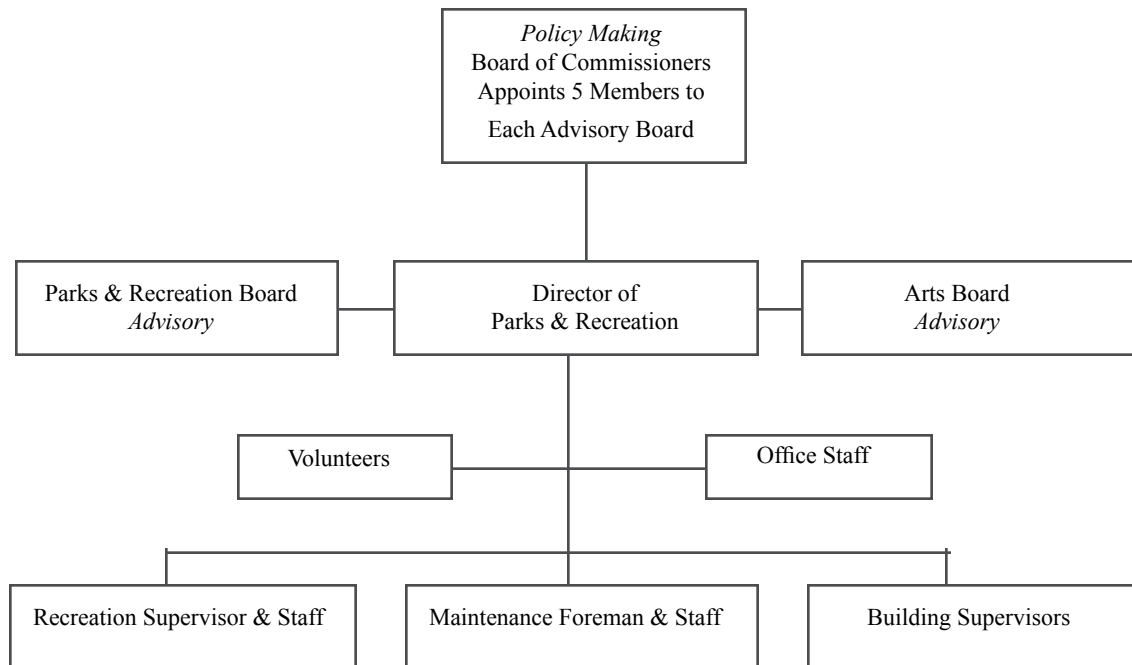 Policy Making
Board of Commissioners
Appoints 5 Members to
Each Advisory Board
Parks & Recreation Board
Advisory
Director of
Parks & Recreation
Arts Board
Advisory
Volunteers
Office Staff
Recreation Supervisor & Staff
Maintenance Foreman & Staff
Building Supervisors